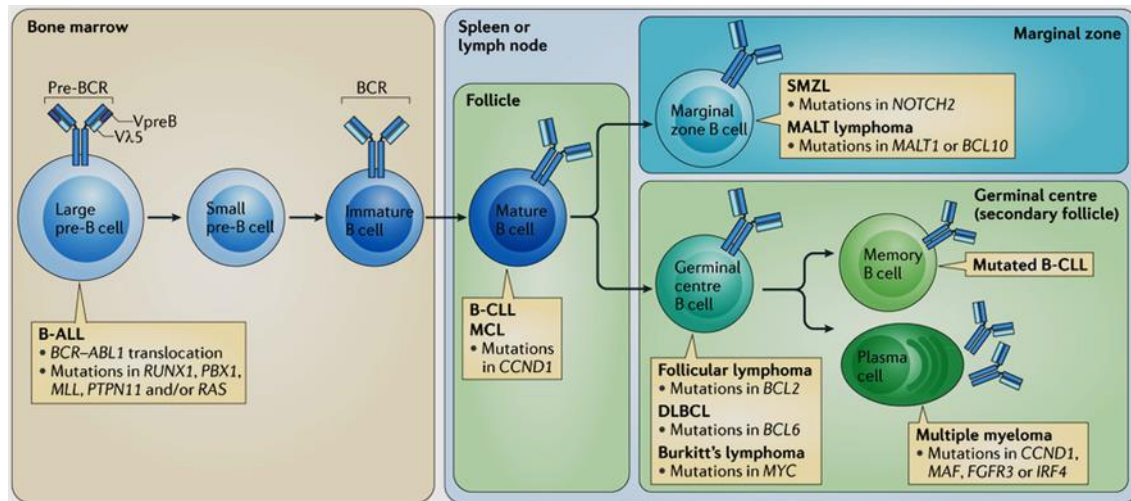 Bone marrow
Pre-BCR
VpreB
Vλ5
BCR
Large
pre-B cell
Small
pre-B cell
Immature
B cell
B-ALL
• BCR–ABL1 translocation
• Mutations in RUNX1, PBX1,
MLL, PTPN11 and/or RAS
Spleen or
lymph node
Follicle
Mature
B cell
B-CLL
MCL
• Mutations
in CCND1
Marginal zone
Marginal
zone B cell
SMZL
• Mutations in NOTCH2
MALT lymphoma
• Mutations in MALT1 or BCL10
Germinal centre
(secondary follicle)
Germinal
centre
B cell
Memory
B cell
Mutated B-CLL
Plasma
cell
Follicular lymphoma
• Mutations in BCL2
DLBCL
• Mutations in BCL6
Burkitt's lymphoma
• Mutations in MYC
Multiple myeloma
• Mutations in CCND1,
MAF, FGFR3 or IRF4